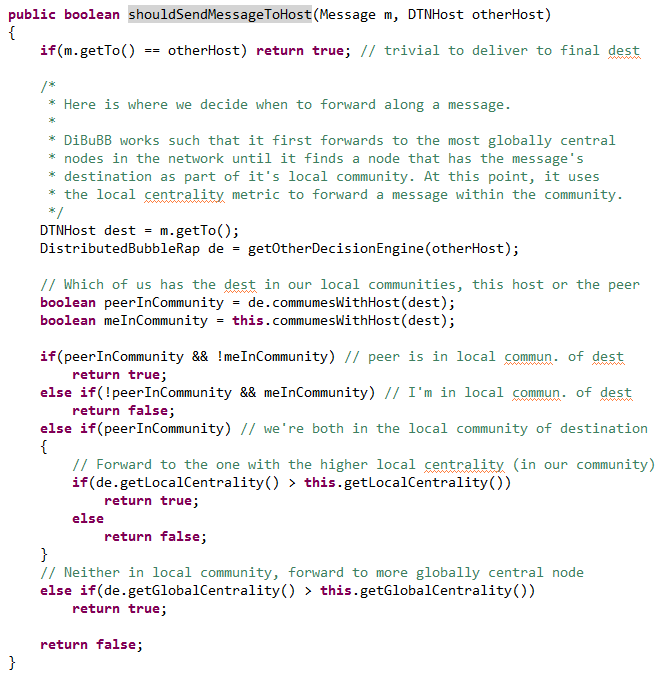 public boolean shouldSendMessageToHost(Message m, DTNHost otherHost)
{
    if(m.getTo() == otherHost) return true; // trivial to deliver to final dest

    /*
     * Here is where we decide when to forward along a message.
     *
     * DiBuBB works such that it first forwards to the most globally central
     * nodes in the network until it finds a node that has the message's
     * destination as part of it's local community. At this point, it uses
     * the local centrality metric to forward a message within the community.
     */
    DTNHost dest = m.getTo();
    DistributedBubbleRap de = getOtherDecisionEngine(otherHost);

    // Which of us has the dest in our local communities, this host or the peer
    boolean peerInCommunity = de.commumesWithHost(dest);
    boolean meInCommunity = this.commumesWithHost(dest);

    if(peerInCommunity && !meInCommunity) // peer is in local commun. of dest
        return true;
    else if(!peerInCommunity && meInCommunity) // I'm in local commun. of dest
        return false;
    else if(peerInCommunity) // we're both in the local community of destination
    {
        // Forward to the one with the higher local centrality (in our community)
        if(de.getLocalCentrality() > this.getLocalCentrality())
            return true;
        else
            return false;
    }
    // Neither in local community, forward to more globally central node
    else if(de.getGlobalCentrality() > this.getGlobalCentrality())
        return true;

    return false;
}